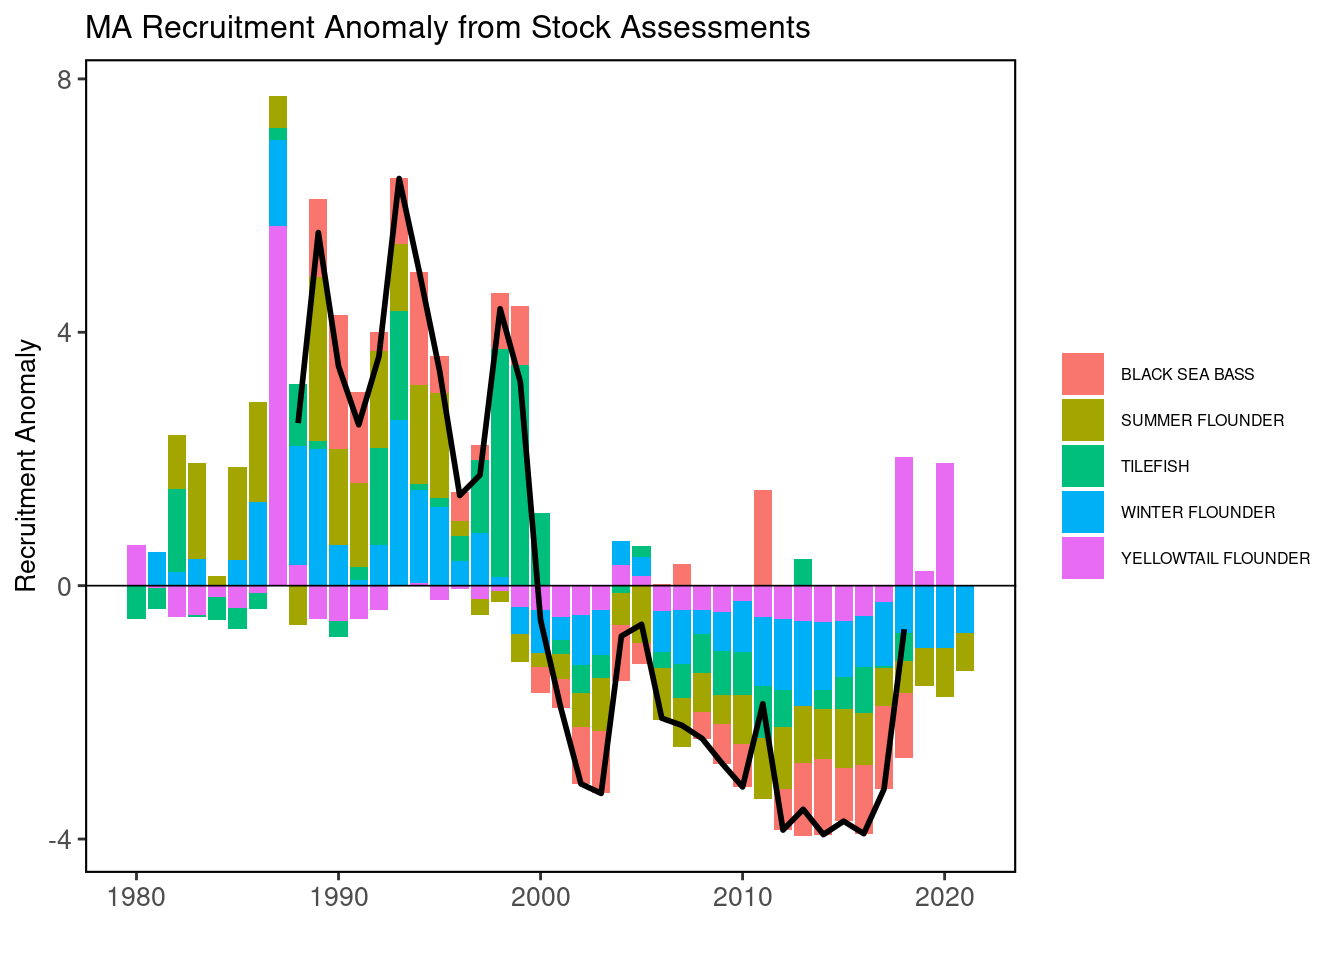 MA Recruitment Anomaly from Stock Assessments
Recruitment Anomaly
8
4
0
-4
1980 1990 2000 2010 2020
BLACK SEA BASS
SUMMER FLOUNDER
TILEFISH
WINTER FLOUNDER
YELLOWTAIL FLOUNDER